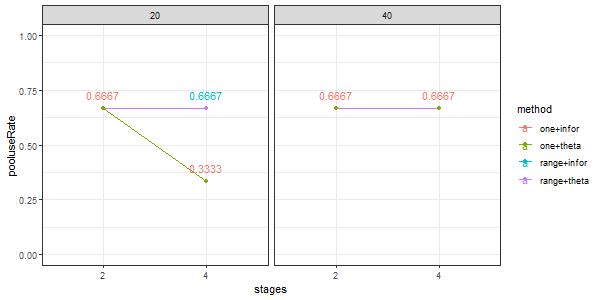 20
40
1.00
0.75
0.50
0.25
0.00
pooluseRate
0.6667
0.6667
0.3333
0.6667
0.6667
2
4
2
4
stages
method
a one+infor
a one+theta
a range+infor
a range+theta